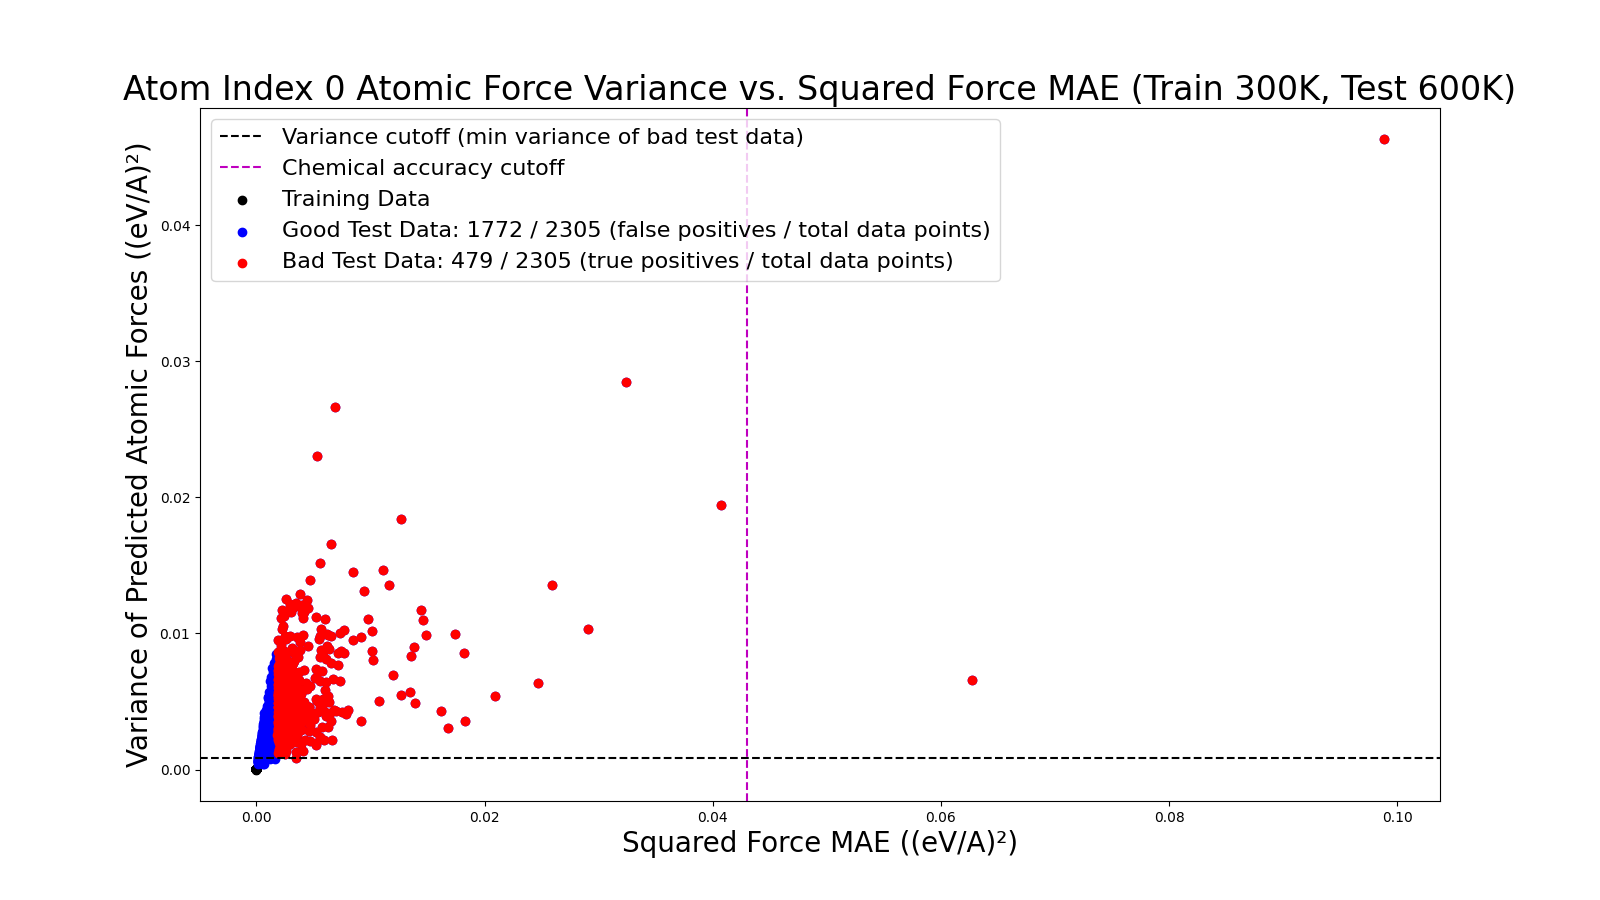 Atom Index 0 Atomic Force Variance vs. Squared Force MAE (Train 300K, Test 600K)
Variance cutoff (min variance of bad test data)
Chemical accuracy cutoff
Training Data
Good Test Data: 1772 / 2305 (false positives / total data points)
Bad Test Data: 479 / 2305 (true positives / total data points)
Variance of Predicted Atomic Forces ((eV/A)²)
0.04
0.03
0.02
0.01
0.00
0.00 0.02 0.04 0.06 0.08 0.10
Squared Force MAE ((eV/A)²)